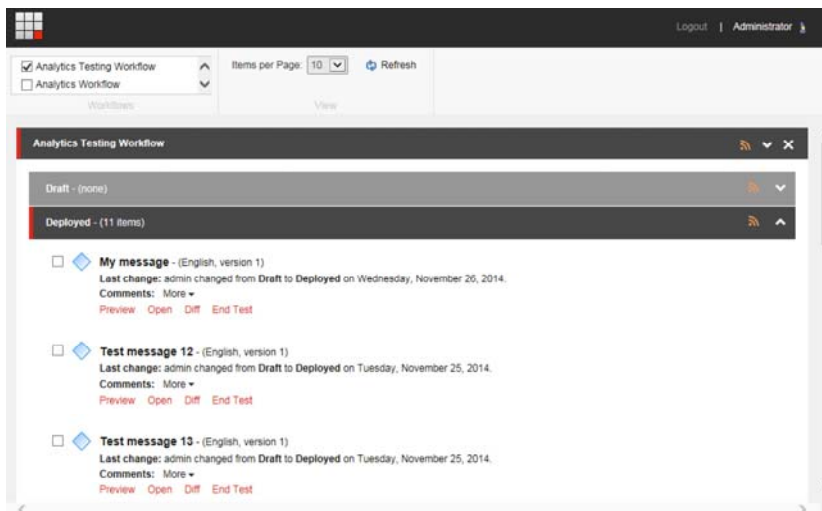 Logout | Administrator
Analytics Testing Workflow
Analytics Workflow
Workflows
Items per Page: 10
Refresh
View
Analytics Testing Workflow
Draft - (none)
Deployed - (11 items)
My message - (English, version 1)
Last change: admin changed from Draft to Deployed on Wednesday, November 26, 2014.
Comments: More
Preview Open Diff End Test
Test message 12 - (English, version 1)
Last change: admin changed from Draft to Deployed on Tuesday, November 25, 2014.
Comments: More
Preview Open Diff End Test
Test message 13 - (English, version 1)
Last change: admin changed from Draft to Deployed on Tuesday, November 25, 2014.
Comments: More
Preview Open Diff End Test